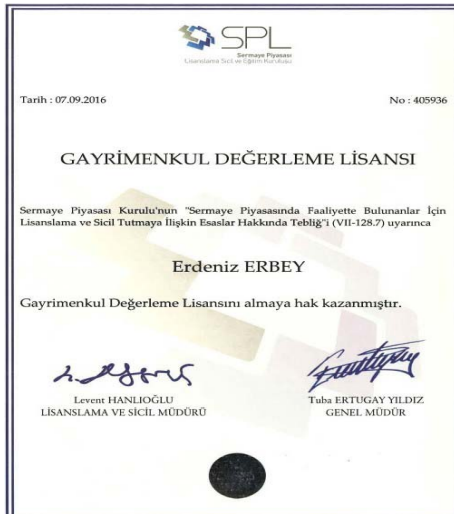 SPL
Sermaye Piyasası
Lisanslama Sicil ve Eğitim Kuruluşu
Tarih : 07.09.2016
No : 405936
GAYRİMENKUL DEĞERLEME LİSANSI
Sermaye Piyasası Kurulu'nun "Sermaye Piyasasında Faaliyette Bulunanlar İçin
Lisanslama ve Sicil Tutmaya İlişkin Esaslar Hakkında Tebliğ"i (VII-128.7) uyarınca
Erdeniz ERBEY
Gayrimenkul Değerleme Lisansını almaya hak kazanmıştır.
Levent HANLIOĞLU
LİSANSLAMA VE SİCİL MÜDÜRÜ
Tuba ERTUGAY YILDIZ
GENEL MÜDÜR